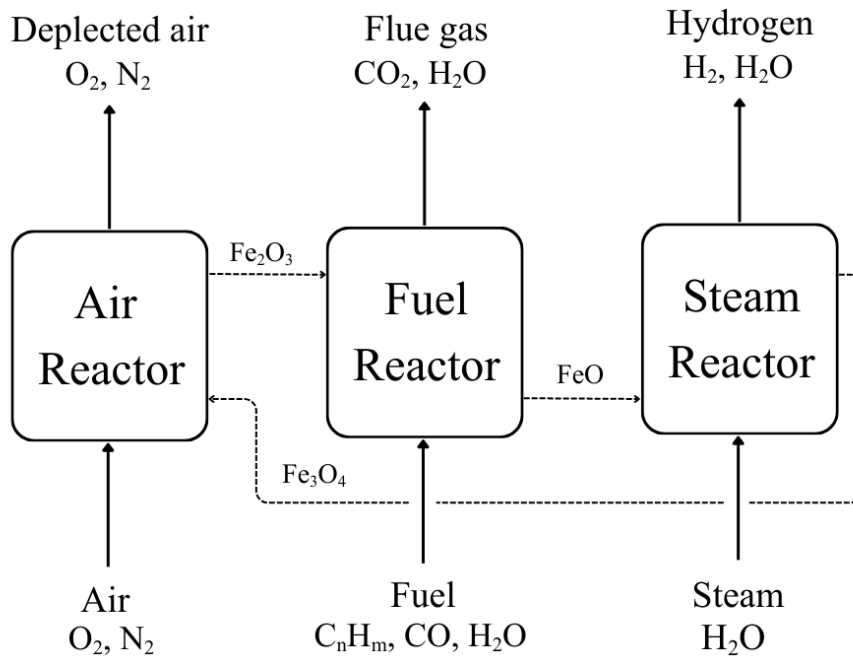 Deplected air
O₂, N₂
Flue gas
CO₂, H₂O
Hydrogen
H₂, H₂O
Fe₂O₃
Air
Reactor
Fuel
Reactor
Steam
Reactor
FeO
Fe₃O₄
Air
O₂, N₂
Fuel
CₙHₘ, CO, H₂O
Steam
H₂O